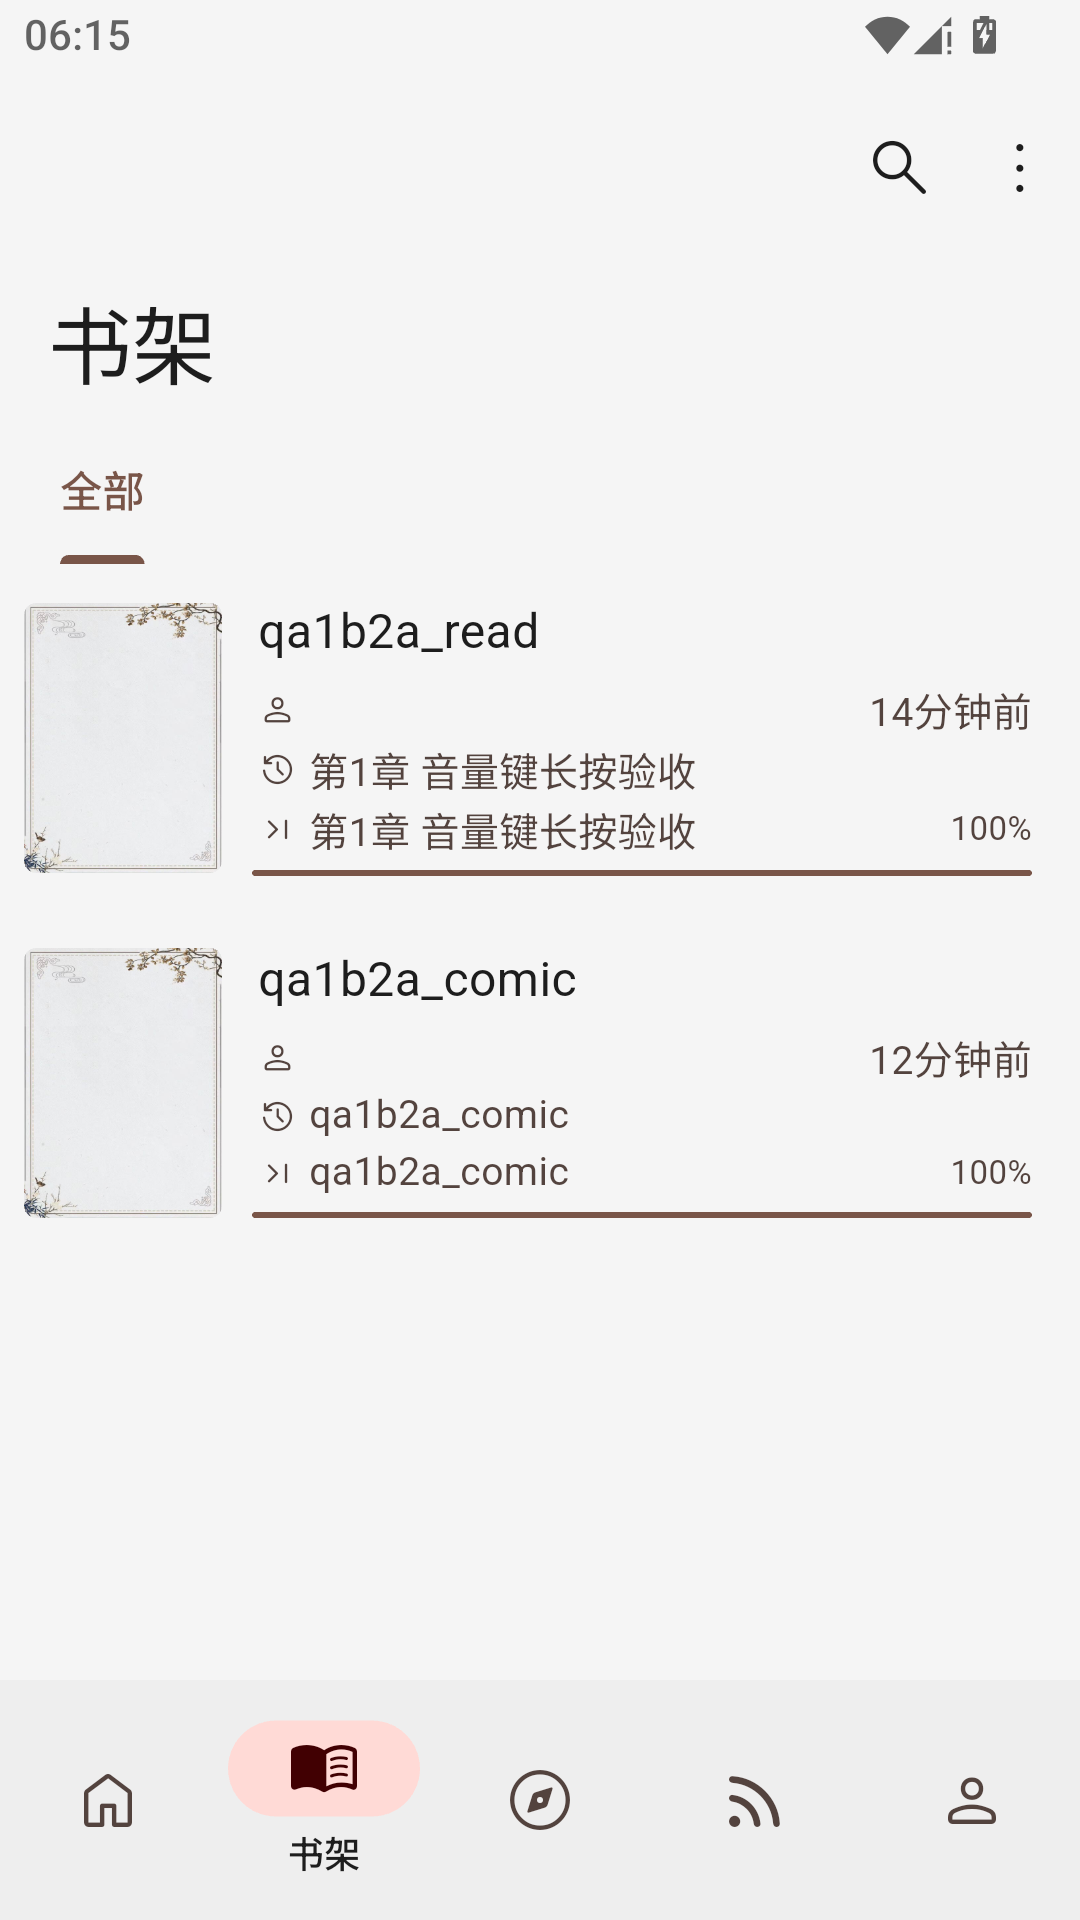 06:15
书架
全部
qa1b2a_read
14分钟前
第1章 音量键长按验收
第1章 音量键长按验收 100%
qa1b2a_comic
12分钟前
qa1b2a_comic
qa1b2a_comic 100%
书架